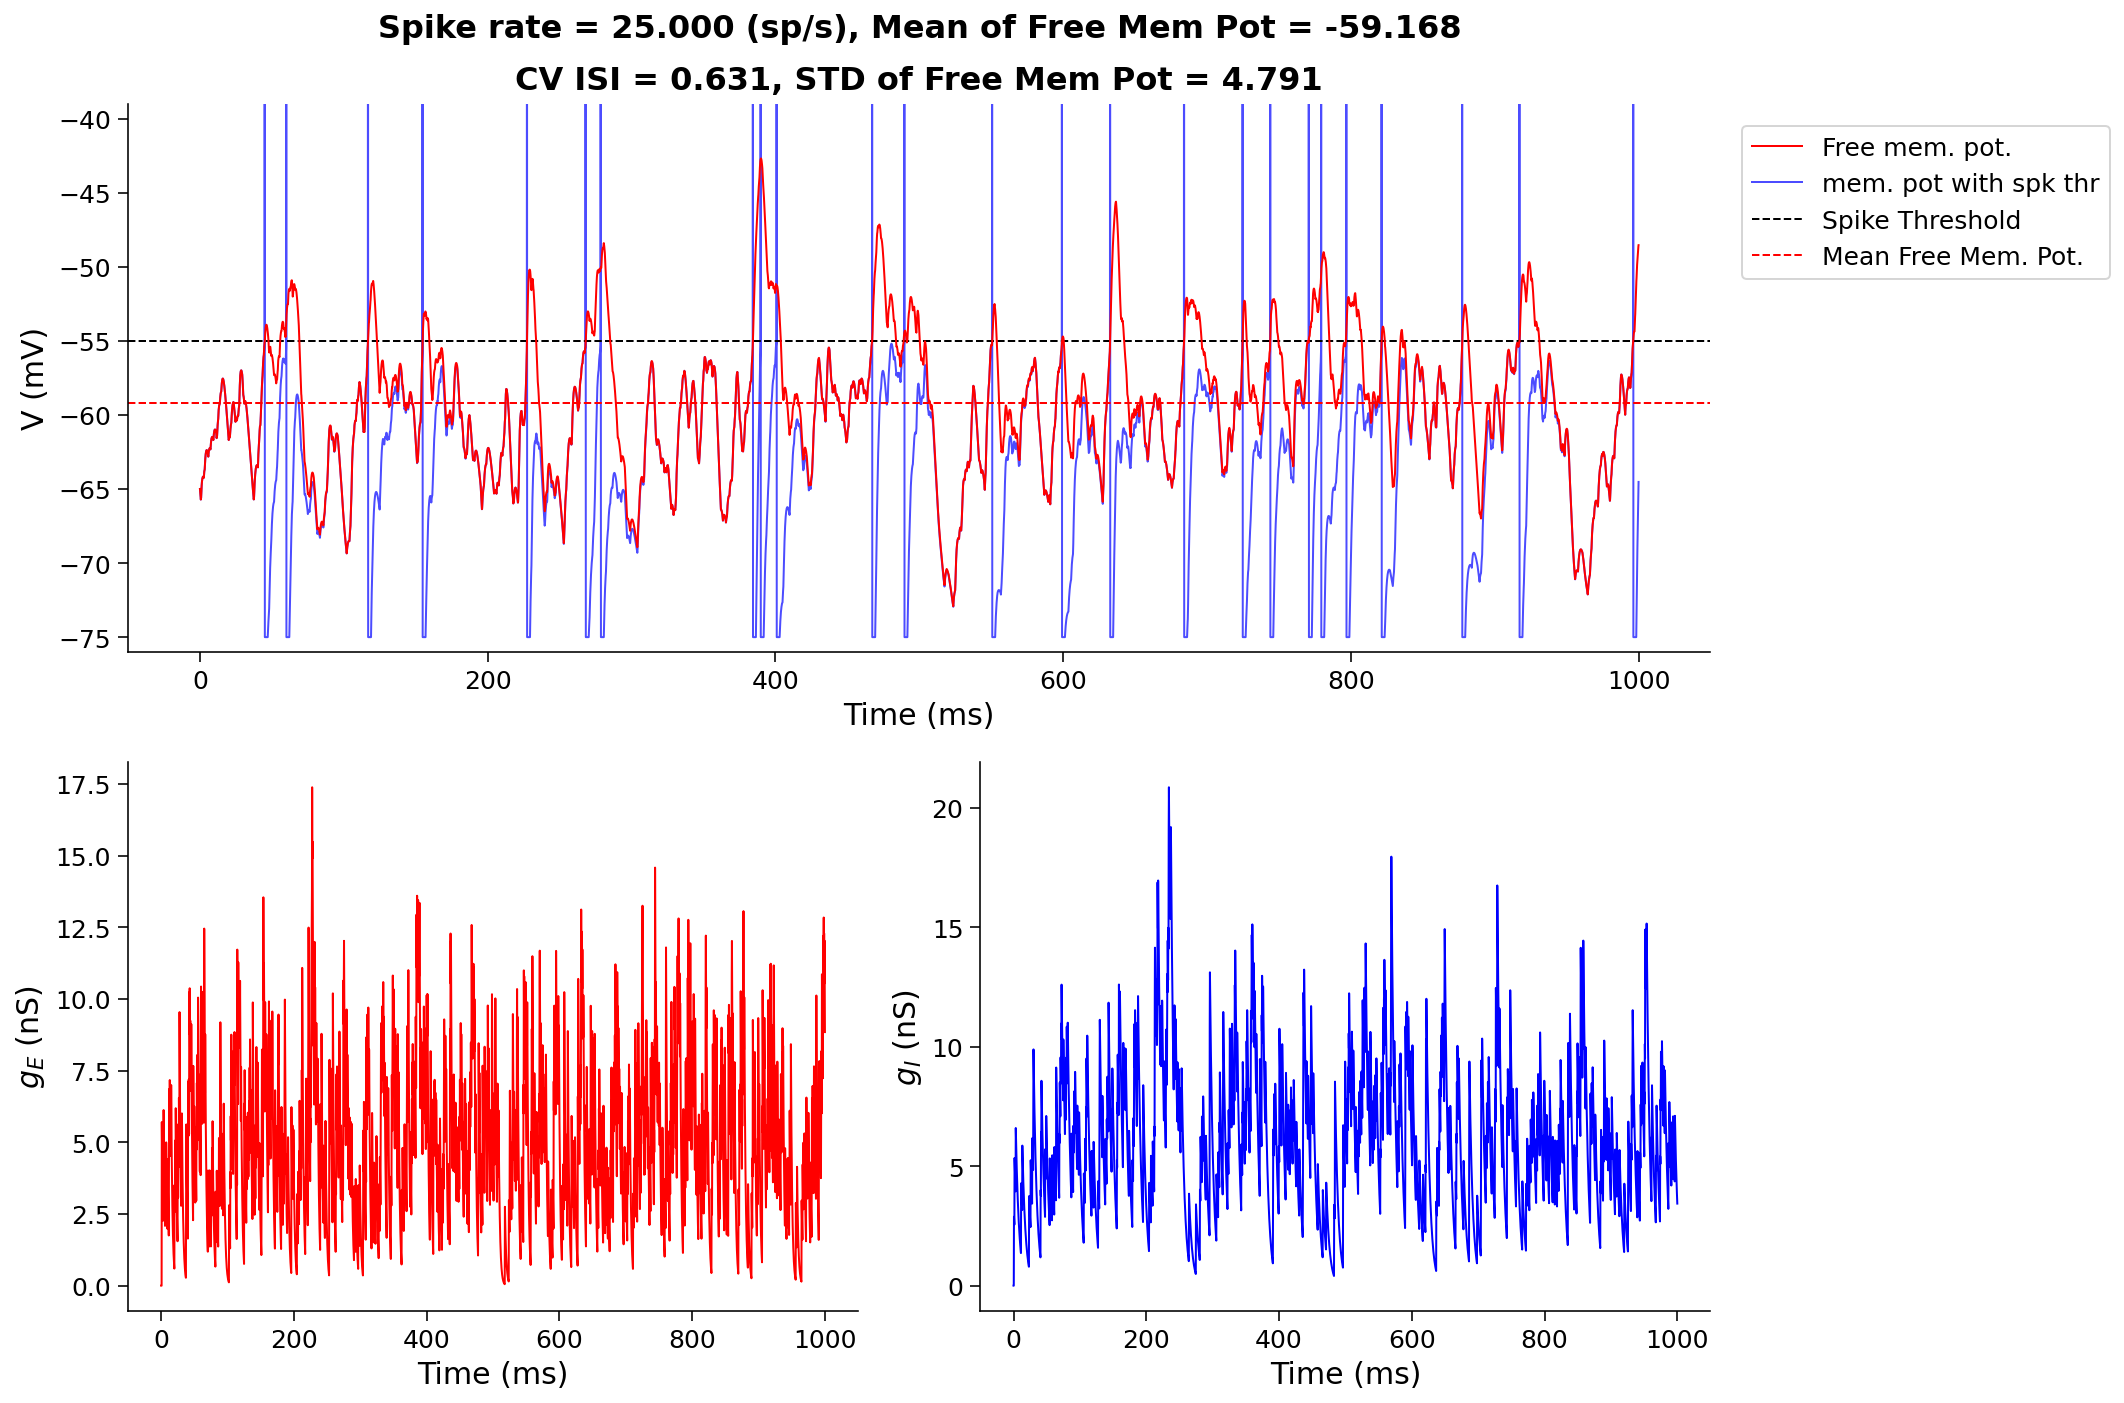 Spike rate = 25.000 (sp/s), Mean of Free Mem Pot = -59.168
CV ISI = 0.631, STD of Free Mem Pot = 4.791
V (mV)
−40
−45
−50
−55
−60
−65
−70
−75
0 200 400 600 800 1000
Time (ms)
Free mem. pot.
mem. pot with spk thr
Spike Threshold
Mean Free Mem. Pot.
gE (nS)
17.5
15.0
12.5
10.0
7.5
5.0
2.5
0.0
0 200 400 600 800 1000
Time (ms)
gI (nS)
20
15
10
5
0
0 200 400 600 800 1000
Time (ms)